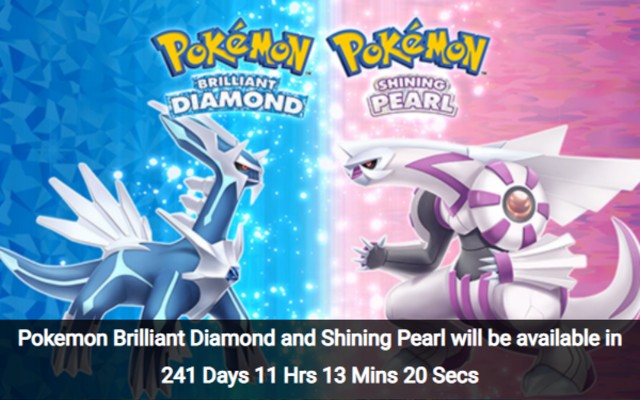 POKÉMON POKÉMON
BRILLIANT SHINING
DIAMOND PEARL
Pokemon Brilliant Diamond and Shining Pearl will be available in
241 Days 11 Hrs 13 Mins 20 Secs